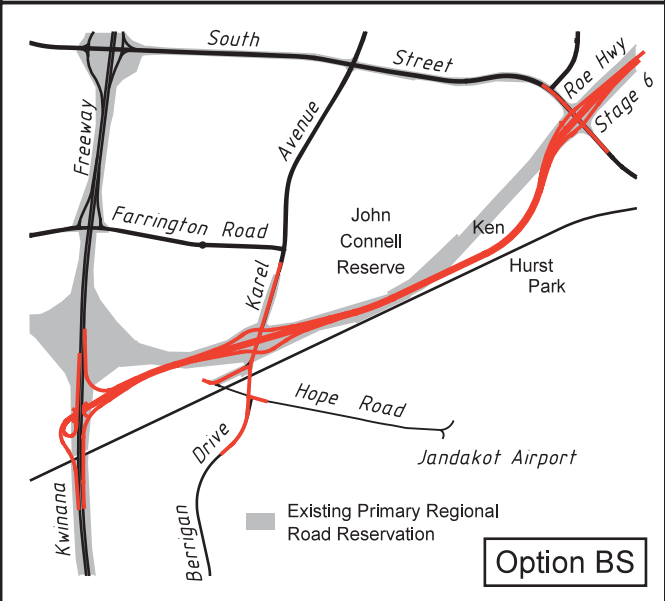 South
Street
Roe Hwy
Stage 6
Freeway
Avenue
Farrington Road
John
Connell
Reserve
Ken
Hurst
Park
Karel
Hope Road
Jandakot Airport
Drive
Kwinana
Berrigan
Existing Primary Regional
Road Reservation
Option BS